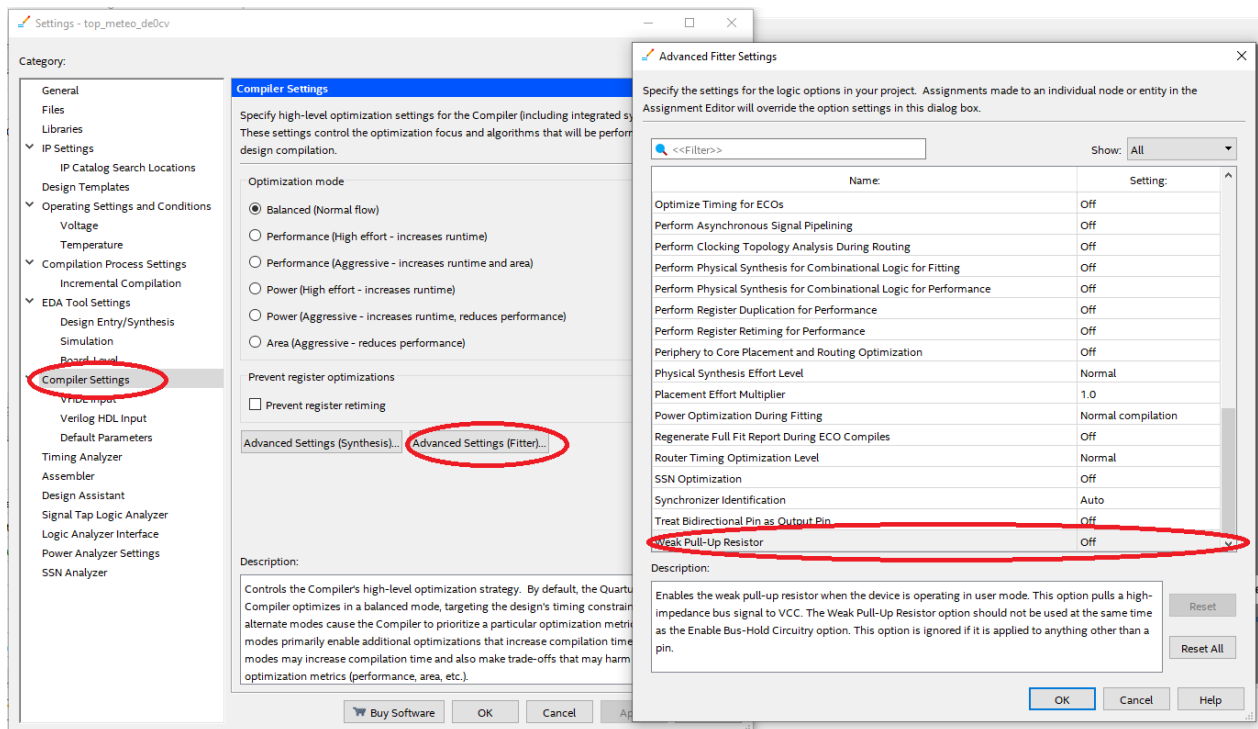 Settings - top_meteo_de0cv
Category:
General
Files
Libraries
IP Settings
IP Catalog Search Locations
Design Templates
Operating Settings and Conditions
Voltage
Temperature
Compilation Process Settings
Incremental Compilation
EDA Tool Settings
Design Entry/Synthesis
Simulation
Board-Level
Compiler Settings
VHDL Input
Verilog HDL Input
Default Parameters
Timing Analyzer
Assembler
Design Assistant
Signal Tap Logic Analyzer
Logic Analyzer Interface
Power Analyzer Settings
SSN Analyzer
Compiler Settings
Specify high-level optimization settings for the Compiler (including integrated sy
These settings control the optimization focus and algorithms that will be perform
design compilation.
Optimization mode
Balanced (Normal flow)
Performance (High effort - increases runtime)
Performance (Aggressive - increases runtime and area)
Power (High effort - increases runtime)
Power (Aggressive - increases runtime, reduces performance)
Area (Aggressive - reduces performance)
Prevent register optimizations
Prevent register retiming
Advanced Settings (Synthesis)... Advanced Settings (Fitter)...
Description:
Controls the Compiler's high-level optimization strategy. By default, the Quartu
Compiler optimizes in a balanced mode, targeting the design's timing constrain
alternate modes cause the Compiler to prioritize a particular optimization metri
modes primarily enable additional optimizations that increase compilation time
modes may increase compilation time and also make trade-offs that may harm
optimization metrics (performance, area, etc.).
Buy Software OK Cancel Ap
Advanced Fitter Settings
Specify the settings for the logic options in your project. Assignments made to an individual node or entity in the
Assignment Editor will override the option settings in this dialog box.
<<Filter>> Show: All
Name: Setting:
Optimize Timing for ECOs Off
Perform Asynchronous Signal Pipelining Off
Perform Clocking Topology Analysis During Routing Off
Perform Physical Synthesis for Combinational Logic for Fitting Off
Perform Physical Synthesis for Combinational Logic for Performance Off
Perform Register Duplication for Performance Off
Perform Register Retiming for Performance Off
Periphery to Core Placement and Routing Optimization Off
Physical Synthesis Effort Level Normal
Placement Effort Multiplier 1.0
Power Optimization During Fitting Normal compilation
Regenerate Full Fit Report During ECO Compiles Off
Router Timing Optimization Level Normal
SSN Optimization Off
Synchronizer Identification Auto
Treat Bidirectional Pin as Output Pin Off
Weak Pull-Up Resistor Off
Description:
Enables the weak pull-up resistor when the device is operating in user mode. This option pulls a high-
impedance bus signal to VCC. The Weak Pull-Up Resistor option should not be used at the same time
as the Enable Bus-Hold Circuitry option. This option is ignored if it is applied to anything other than a
pin.
Reset
Reset All
OK Cancel Help